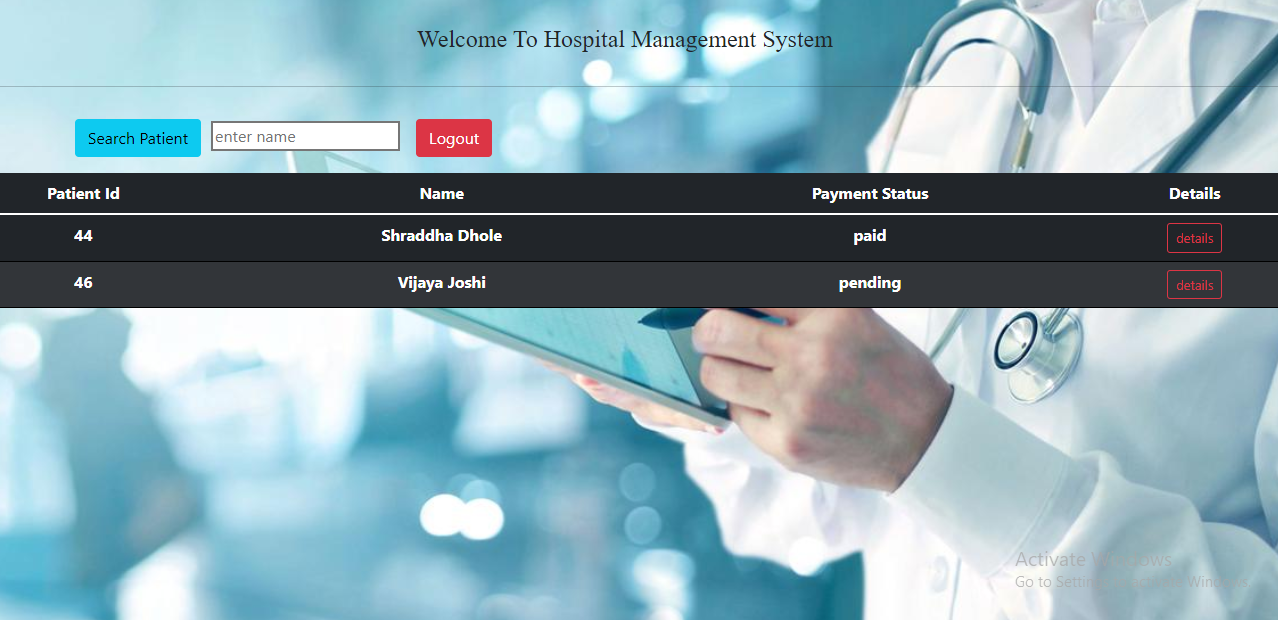 Welcome To Hospital Management System
Search Patient enter name Logout
Patient Id Name Payment Status Details
44 Shraddha Dhole paid details
46 Vijaya Joshi pending details
Activate Windows
Go to Settings to activate Windows.